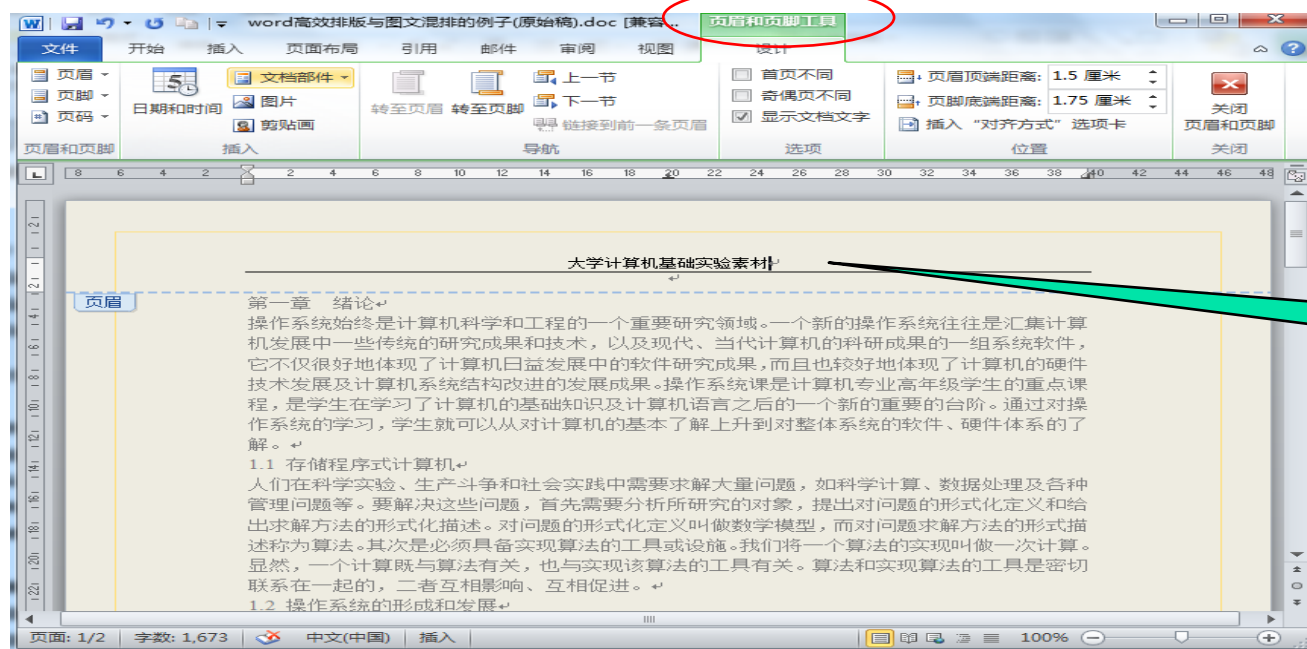 word高效排版与图文混排的例子(原始稿).doc [兼容...
页眉和页脚工具
文件 开始 插入 页面布局 引用 邮件 审阅 视图 设计
页眉
页脚
页码
日期和时间
文档部件
图片
剪贴画
转至页眉 转至页脚
上一节
下一节
链接到前一条页眉
首页不同
奇偶页不同
显示文档文字
页眉顶端距离: 1.5 厘米
页脚底端距离: 1.75 厘米
插入 “对齐方式” 选项卡
关闭
页眉和页脚
页眉和页脚 插入 导航 选项 位置 关闭
8 6 4 2 2 4 6 8 10 12 14 16 18 20 22 24 26 28 30 32 34 36 38 40 42 44 46 48
大学计算机基础实验素材
页眉
第一章 绪论
操作系统始终是计算机科学和工程的一个重要研究领域。一个新的操作系统往往是汇集计算
机发展中一些传统的研究成果和技术，以及现代、当代计算机的科研成果的一组系统软件，
它不仅很好地体现了计算机日益发展中的软件研究成果，而且也较好地体现了计算机的硬件
技术发展及计算机系统结构改进的发展成果。操作系统课是计算机专业高年级学生的重点课
程，是学生在学习了计算机的基础知识及计算机语言之后的一个新的重要的台阶。通过对操
作系统的学习，学生就可以从对计算机的基本了解上升到对整体系统的软件、硬件体系的了
解。
1.1 存储程序式计算机
人们在科学实验、生产斗争和社会实践中需要求解大量问题，如科学计算、数据处理及各种
管理问题等。要解决这些问题，首先需要分析所研究的对象，提出对问题的形式化定义和给
出求解方法的形式化描述。对问题的形式化定义叫做数学模型，而对问题求解方法的形式描
述称为算法。其次是必须具备实现算法的工具或设施。我们将一个算法的实现叫做一次计算。
显然，一个计算既与算法有关，也与实现该算法的工具有关。算法和实现算法的工具是密切
联系在一起的，二者互相影响、互相促进。
1.2 操作系统的形成和发展
页面: 1/2 字数: 1,673 中文(中国) 插入 100%